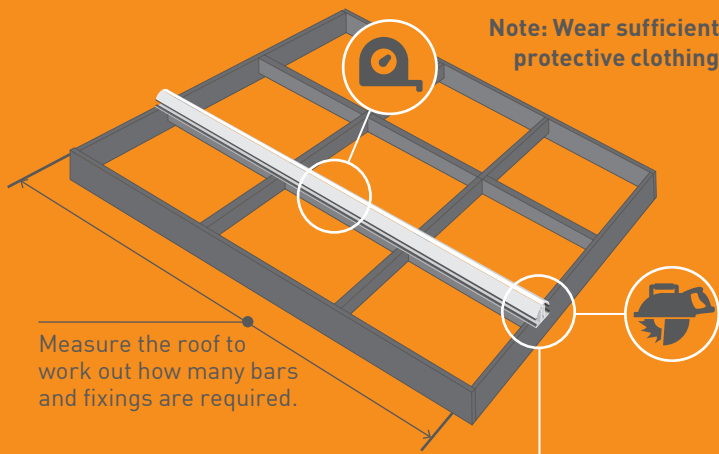 Note: Wear sufficient
protective clothing
Measure the roof to
work out how many bars
and fixings are required.